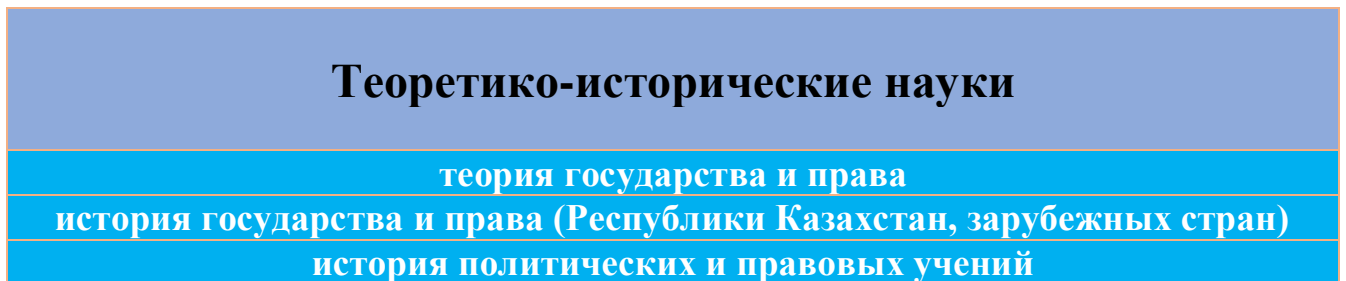 Теоретико-исторические науки
теория государства и права
история государства и права (Республики Казахстан, зарубежных стран)
история политических и правовых учений